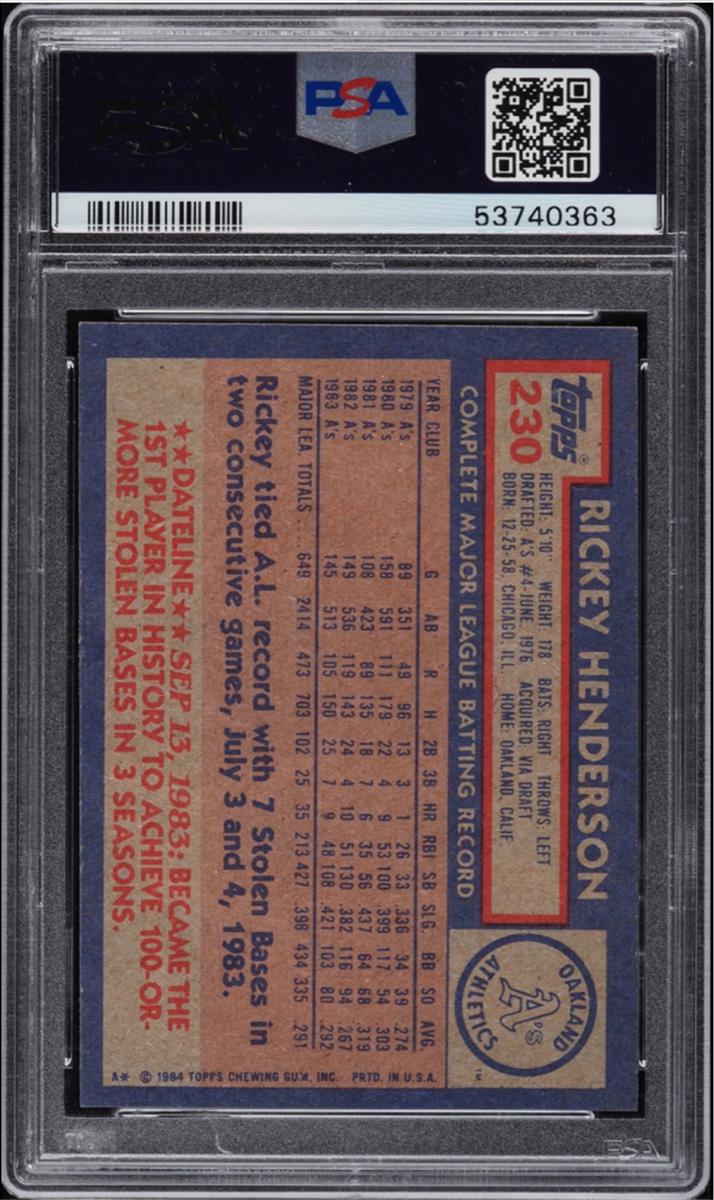 PSA
PSA
53740363
topps®
230
RICKEY HENDERSON
HEIGHT: 5'10" WEIGHT: 178 BATS: RIGHT THROWS: LEFT
DRAFTED: A'S #4-JUNE, 1976 ACQUIRED: VIA DRAFT
BORN: 12-25-58, CHICAGO, ILL. HOME: OAKLAND, CALIF.
OAKLAND
A's
ATHLETICS
TM
COMPLETE MAJOR LEAGUE BATTING RECORD
YEAR CLUB G AB R H 2B 3B HR RBI SB SLG. BB SO AVG.
1979 A's 89 351 49 96 13 3 1 26 33 .336 34 39 .274
1980 A's 158 591 111 179 22 4 9 53 100 .399 117 54 .303
1981 A's 108 423 89 135 18 7 6 35 56 .437 64 68 .319
1982 A's 149 536 119 143 24 4 10 51 130 .382 116 94 .267
1983 A's 145 513 105 150 25 7 9 48 108 .421 103 80 .292
MAJOR LEA TOTALS .... 649 2414 473 703 102 25 35 213 427 .398 434 335 .291
Rickey tied A.L. record with 7 Stolen Bases in
two consecutive games, July 3 and 4, 1983.
★★DATELINE★★ SEP 13, 1983: BECAME THE
1ST PLAYER IN HISTORY TO ACHIEVE 100-OR-
MORE STOLEN BASES IN 3 SEASONS.
A* © 1984 TOPPS CHEWING GUM, INC. PRTD. IN U.S.A.
PSA